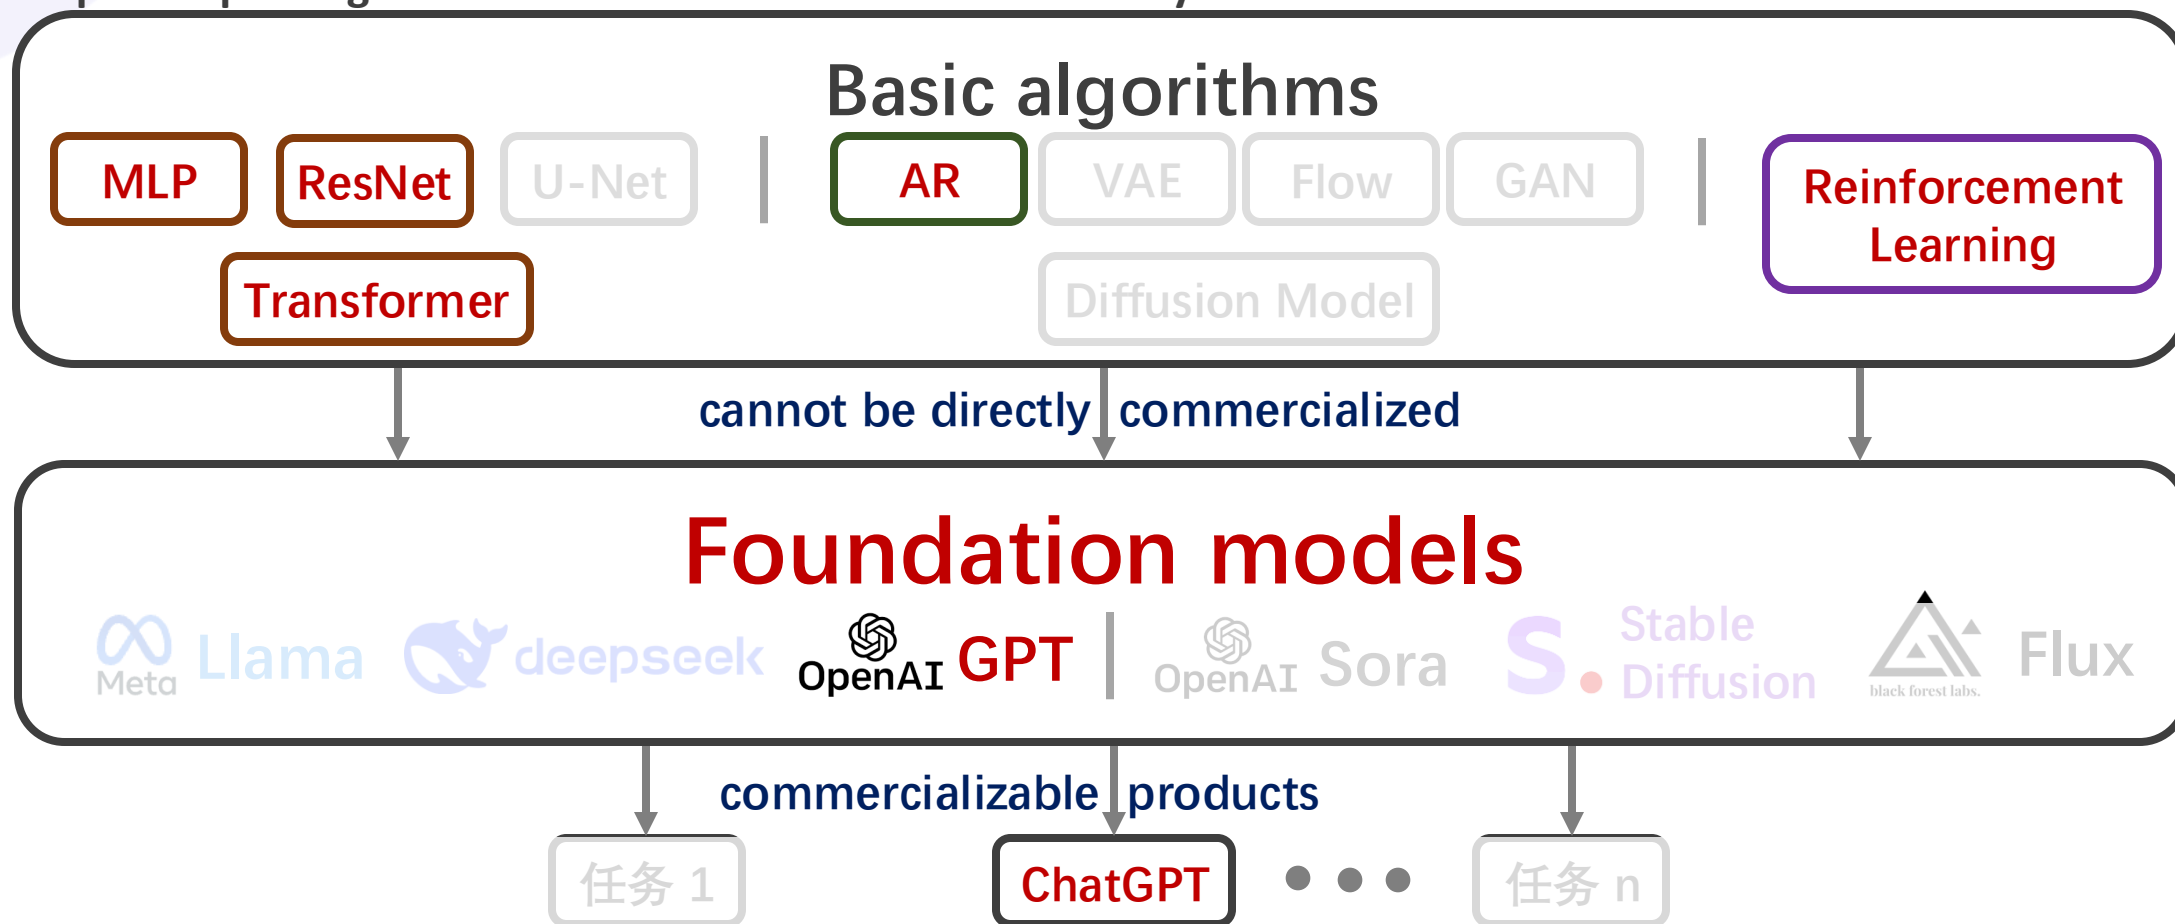 Basic algorithms
MLP
ResNet
U-Net
AR
VAE
Flow
GAN
Reinforcement
Learning
Transformer
Diffusion Model
cannot be directly commercialized
Foundation models
Meta
Llama
deepseek
OpenAI
GPT
OpenAI
Sora
S.
Stable
Diffusion
black forest labs.
Flux
commercializable products
任务 1
ChatGPT
任务 n